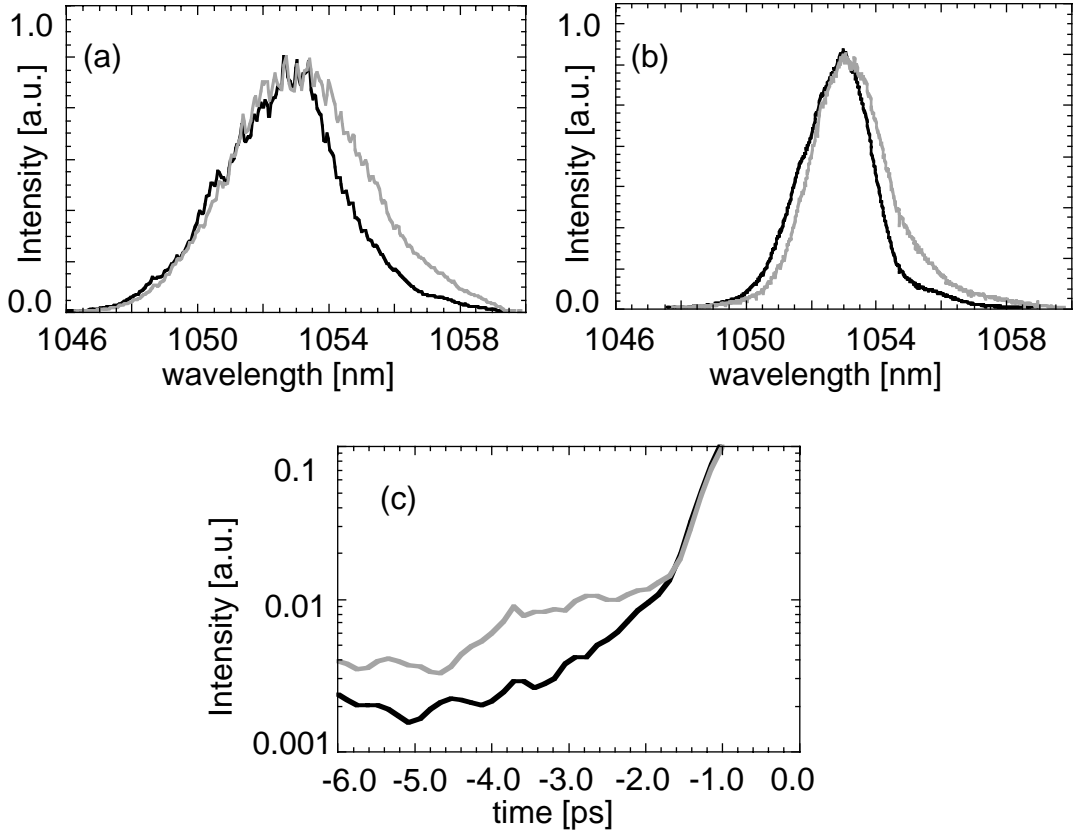 1.0
(a)
Intensity [a.u.]
0.0
1046 1050 1054 1058
wavelength [nm]
1.0
(b)
Intensity [a.u.]
0.0
1046 1050 1054 1058
wavelength [nm]
0.1
(c)
Intensity [a.u.]
0.01
0.001
-6.0 -5.0 -4.0 -3.0 -2.0 -1.0 0.0
time [ps]